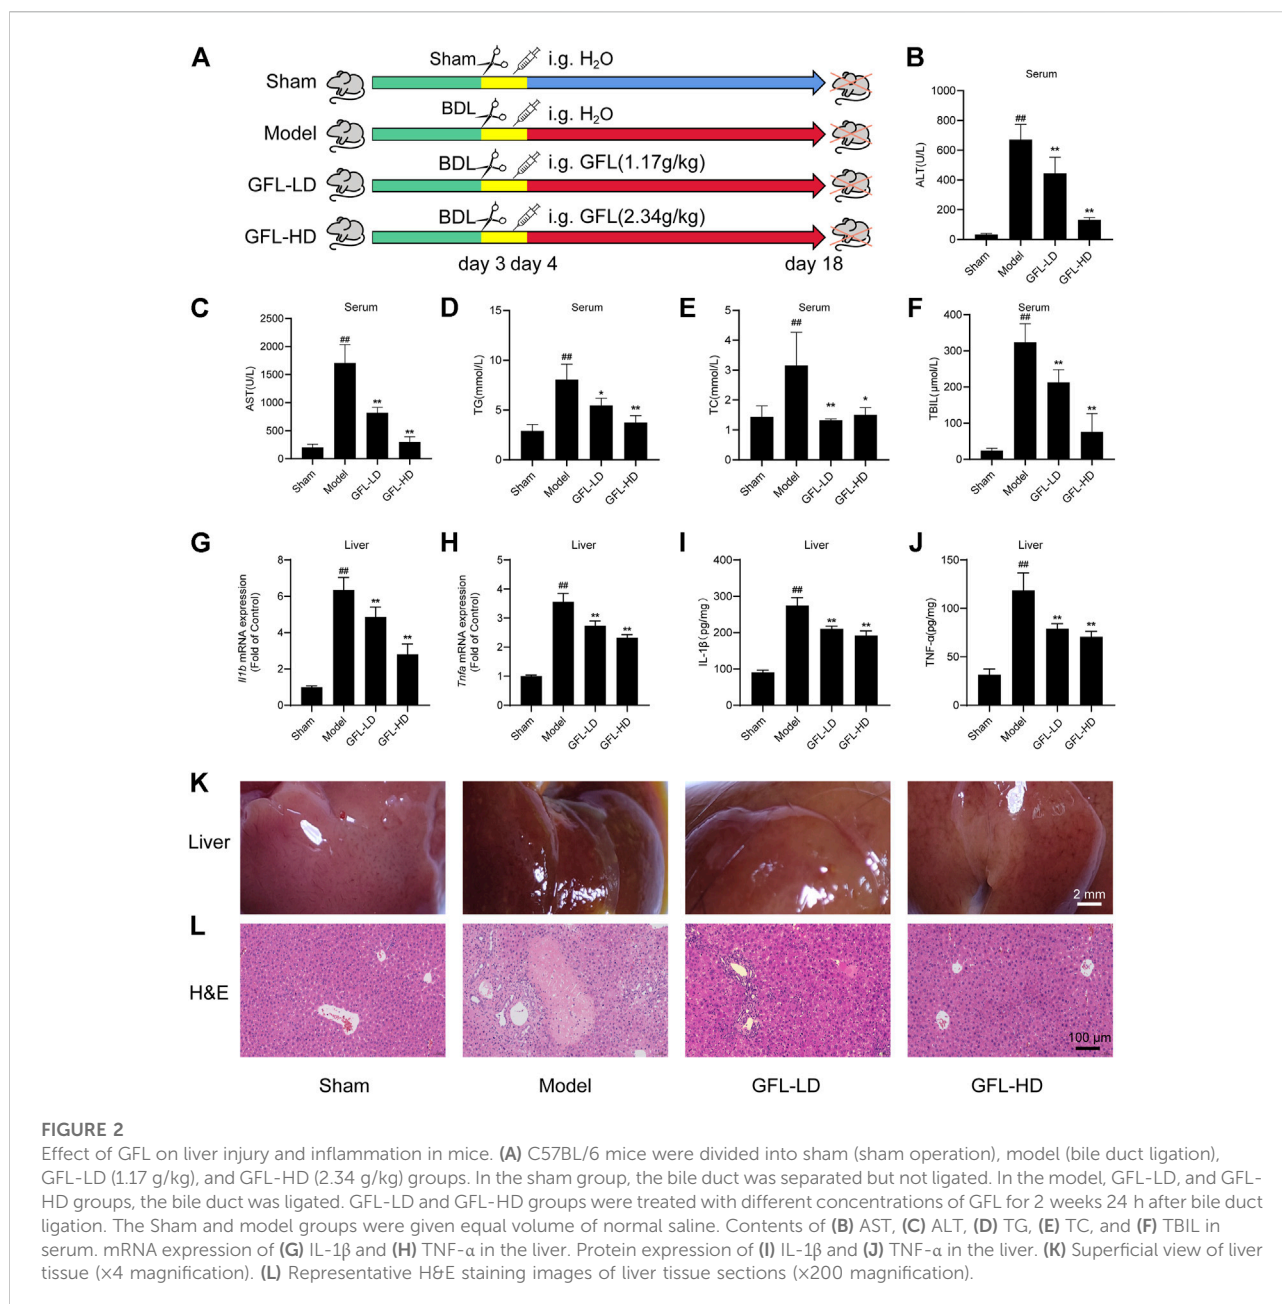 A
Sham
Sham
i.g. H₂O
Model
BDL
i.g. H₂O
GFL-LD
BDL
i.g. GFL(1.17g/kg)
GFL-HD
BDL
i.g. GFL(2.34g/kg)
day 3 day 4
day 18
B
Serum
ALT(U/L)
1000
800
600
400
200
0
##
**
**
Sham
Model
GFL-LD
GFL-HD
C
Serum
AST(U/L)
2500
2000
1500
1000
500
0
##
**
**
Sham
Model
GFL-LD
GFL-HD
D
Serum
TG(mmol/L)
15
10
5
0
##
*
**
Sham
Model
GFL-LD
GFL-HD
E
Serum
TC(mmol/L)
5
4
3
2
1
0
##
**
*
Sham
Model
GFL-LD
GFL-HD
F
Serum
TBIL(μmol/L)
400
300
200
100
0
##
**
**
Sham
Model
GFL-LD
GFL-HD
G
Liver
Il1b mRNA expression
(Fold of Control)
8
6
4
2
0
##
**
**
Sham
Model
GFL-LD
GFL-HD
H
Liver
Tnfa mRNA expression
(Fold of Control)
5
4
3
2
1
0
##
**
**
Sham
Model
GFL-LD
GFL-HD
I
Liver
IL-1β(pg/mg)
400
300
200
100
0
##
**
**
Sham
Model
GFL-LD
GFL-HD
J
Liver
TNF-α(pg/mg)
150
100
50
0
##
**
**
Sham
Model
GFL-LD
GFL-HD
K
Liver
2 mm
L
H&E
100 μm
Sham
Model
GFL-LD
GFL-HD
FIGURE 2
Effect of GFL on liver injury and inflammation in mice. (A) C57BL/6 mice were divided into sham (sham operation), model (bile duct ligation),
GFL-LD (1.17 g/kg), and GFL-HD (2.34 g/kg) groups. In the sham group, the bile duct was separated but not ligated. In the model, GFL-LD, and GFL-
HD groups, the bile duct was ligated. GFL-LD and GFL-HD groups were treated with different concentrations of GFL for 2 weeks 24 h after bile duct
ligation. The Sham and model groups were given equal volume of normal saline. Contents of (B) AST, (C) ALT, (D) TG, (E) TC, and (F) TBIL in
serum. mRNA expression of (G) IL-1β and (H) TNF-α in the liver. Protein expression of (I) IL-1β and (J) TNF-α in the liver. (K) Superficial view of liver
tissue (×4 magnification). (L) Representative H&E staining images of liver tissue sections (×200 magnification).